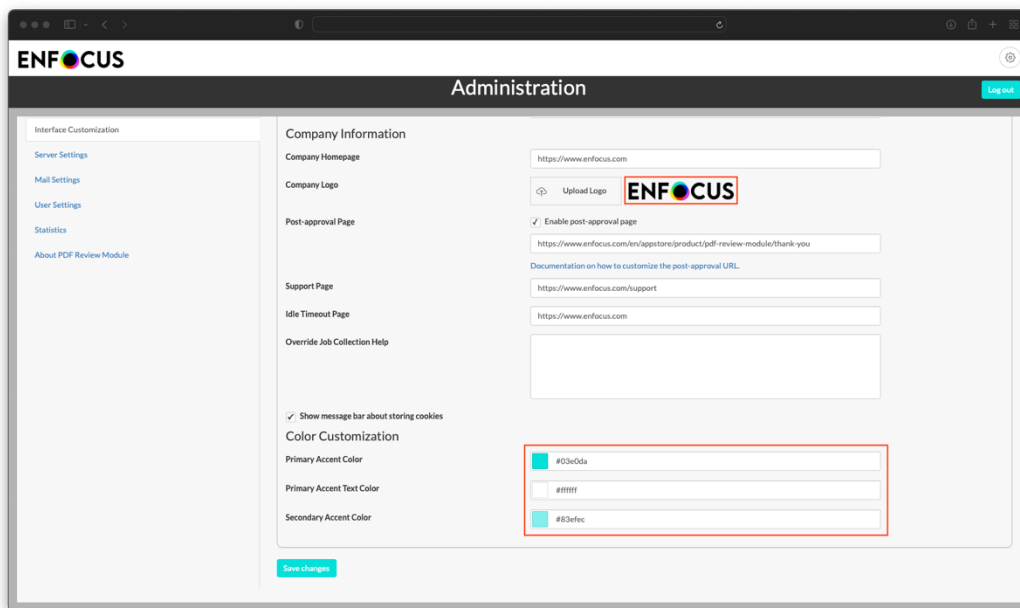 ENFOCUS
Administration
Log out
Interface Customization
Server Settings
Mail Settings
User Settings
Statistics
About PDF Review Module
Company Information
Company Homepage
https://www.enfocus.com
Company Logo
Upload Logo
ENFOCUS
Post-approval Page
Enable post-approval page
https://www.enfocus.com/en/appstore/product/pdf-review-module/thank-you
Documentation on how to customize the post-approval URL.
Support Page
https://www.enfocus.com/support
Idle Timeout Page
https://www.enfocus.com
Override Job Collection Help
Show message bar about storing cookies
Color Customization
Primary Accent Color
#03e0da
Primary Accent Text Color
#ffffff
Secondary Accent Color
#83efec
Save changes